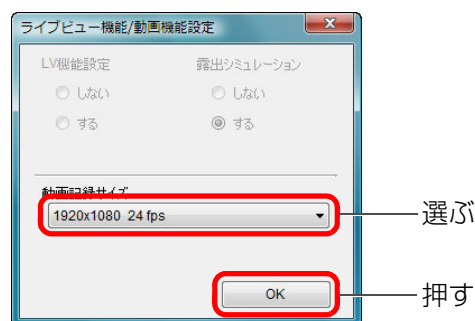 ライブビュー機能/動画機能設定
LV機能設定 露出シミュレーション
しない しない
する する
動画記録サイズ
1920x1080 24 fps
選ぶ
OK
押す